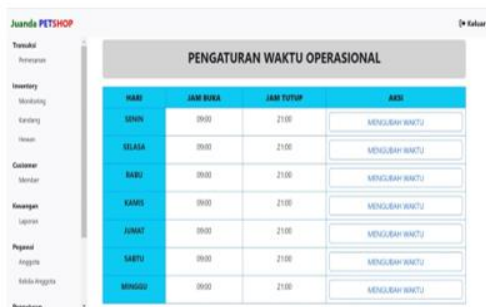 Juanda PETSHOP
Keluar
Transaksi
Pemesanan
Inventory
Monitoring
Kandang
Hewan
Customer
Member
Keuangan
Laporan
Pegawai
Anggota
Kelola Anggota
PENGATURAN WAKTU OPERASIONAL
HARI JAM BUKA JAM TUTUP AKSI
SENIN 09:00 21:00 MENGUBAH WAKTU
SELASA 09:00 21:00 MENGUBAH WAKTU
RABU 09:00 21:00 MENGUBAH WAKTU
KAMIS 09:00 21:00 MENGUBAH WAKTU
JUMAT 09:00 21:00 MENGUBAH WAKTU
SABTU 09:00 21:00 MENGUBAH WAKTU
MINGGU 09:00 21:00 MENGUBAH WAKTU